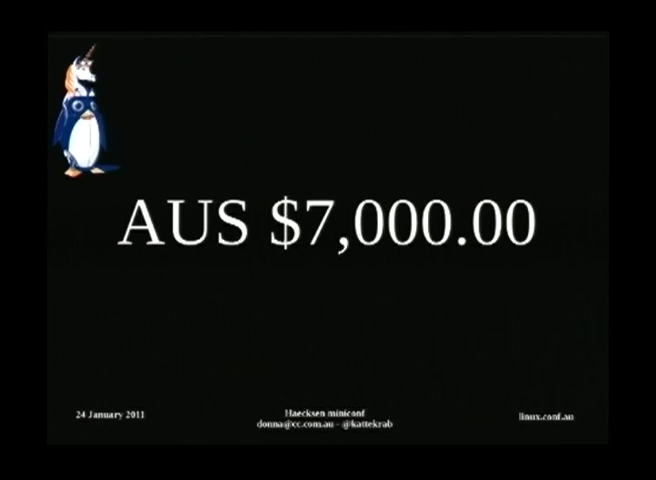 AUS $7,000.00
24 January 2011
Haecksen miniconf
donna@cc.com.au - @kattekrab
linux.conf.au